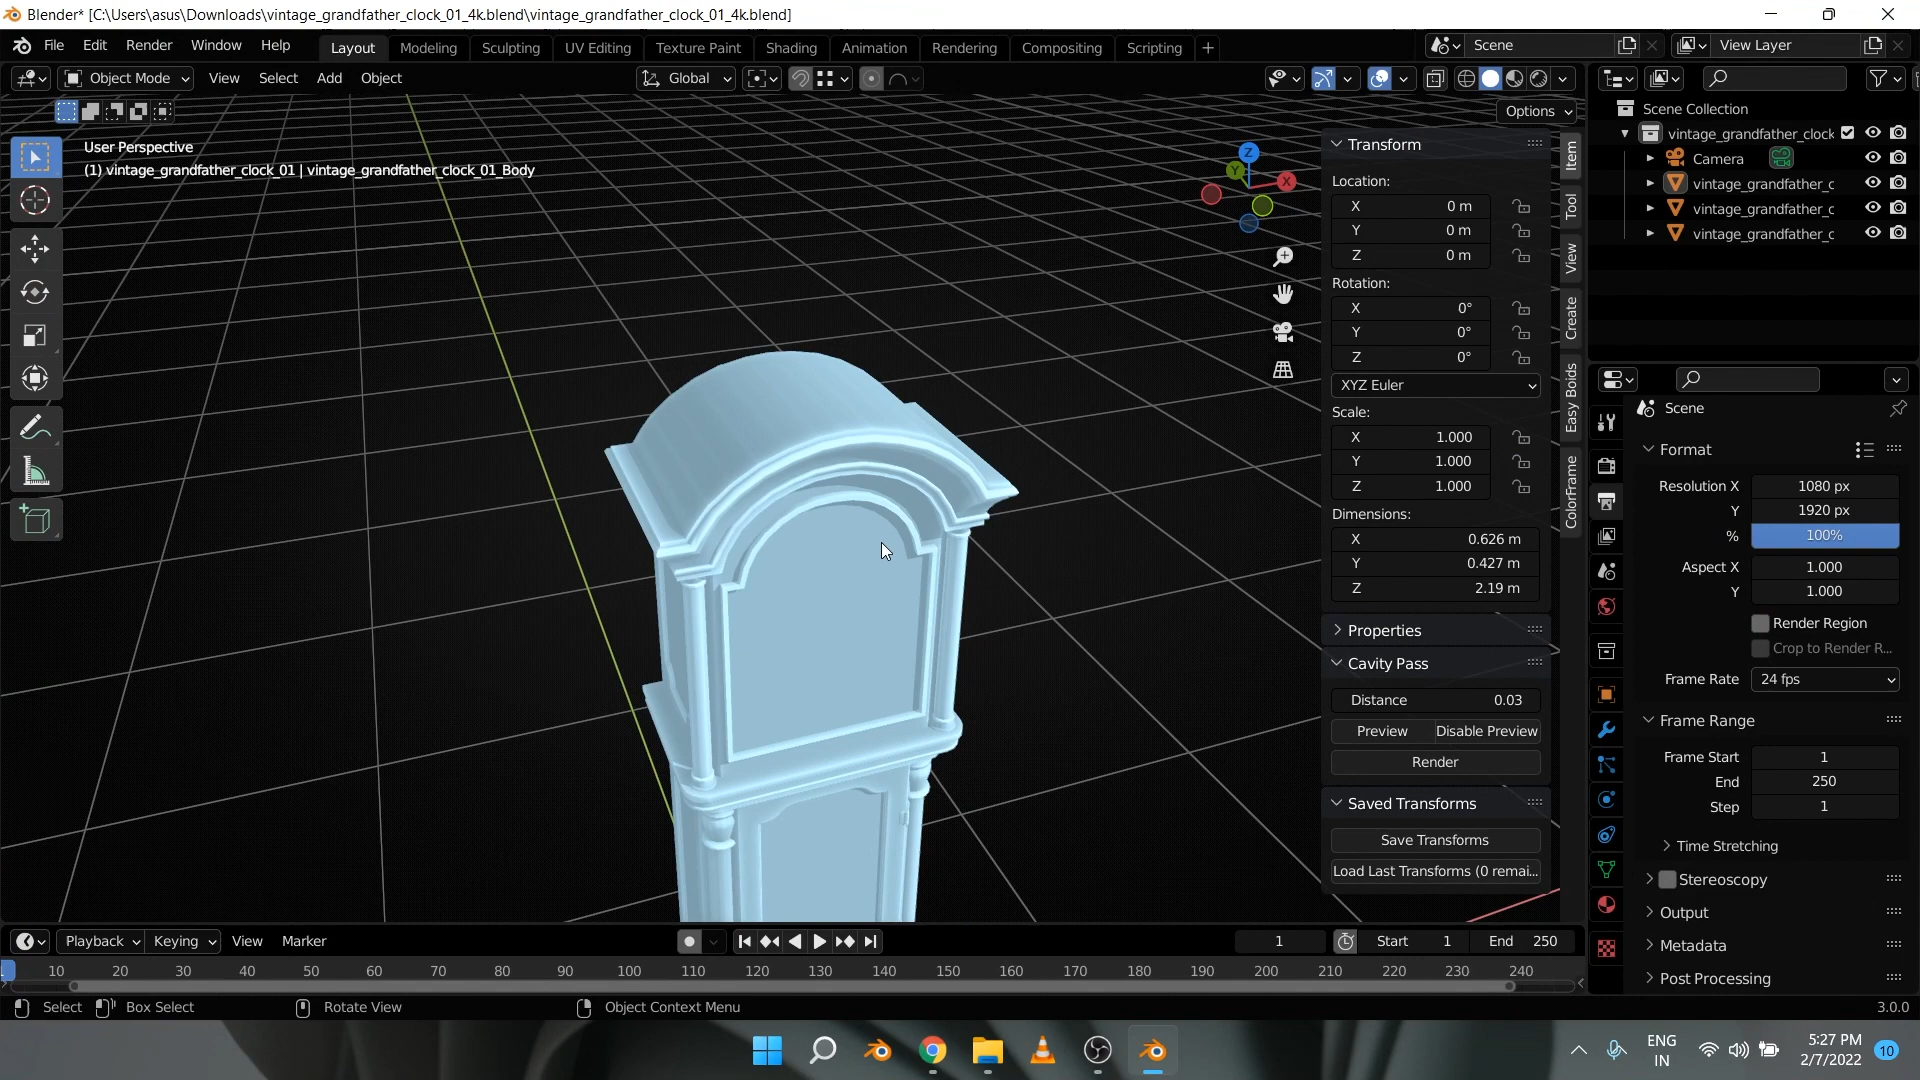 Blender* [C:\Users\asus\Downloads\vintage_grandfather_clock_01_4k.blend\vintage_grandfather_clock_01_4k.blend]
File Edit Render Window Help Layout Modeling Sculpting UV Editing Texture Paint Shading Animation Rendering Compositing Scripting + Scene View Layer
Object Mode View Select Add Object Global
Options
User Perspective
(1) vintage_grandfather_clock_01 | vintage_grandfather_clock_01_Body
Z
Y
X
Transform
Location:
X 0 m
Y 0 m
Z 0 m
Rotation:
X 0°
Y 0°
Z 0°
XYZ Euler
Scale:
X 1.000
Y 1.000
Z 1.000
Dimensions:
X 0.626 m
Y 0.427 m
Z 2.19 m
Properties
Cavity Pass
Distance 0.03
Preview Disable Preview
Render
Saved Transforms
Save Transforms
Load Last Transforms (0 remai...
Item
Tool
View
Create
Easy Boids
ColorFrame
Scene Collection
vintage_grandfather_clock
Camera
vintage_grandfather_c
vintage_grandfather_c
vintage_grandfather_c
Scene
Format
Resolution X 1080 px
Y 1920 px
% 100%
Aspect X 1.000
Y 1.000
Render Region
Crop to Render R...
Frame Rate 24 fps
Frame Range
Frame Start 1
End 250
Step 1
Time Stretching
Stereoscopy
Output
Metadata
Post Processing
Playback Keying View Marker 1 Start 1 End 250
10 20 30 40 50 60 70 80 90 100 110 120 130 140 150 160 170 180 190 200 210 220 230 240
Select Box Select Rotate View Object Context Menu 3.0.0
ENG
IN
5:27 PM
2/7/2022
10